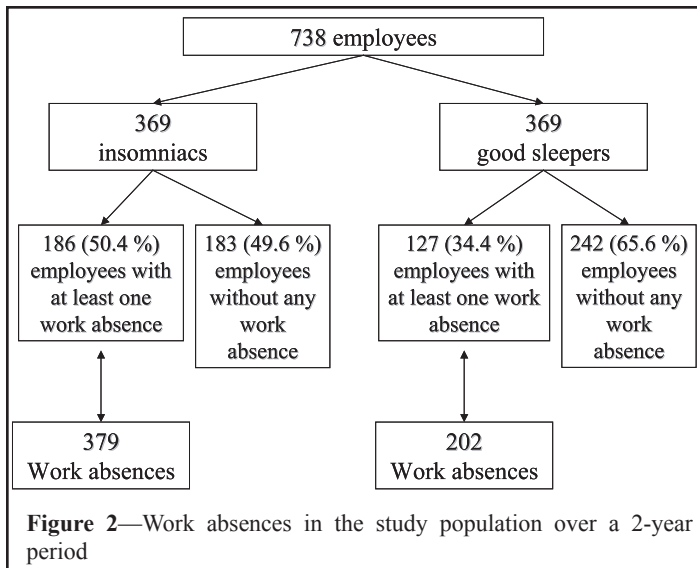 738 employees
369
insomniacs
369
good sleepers
186 (50.4 %)
employees with
at least one
work absence
183 (49.6 %)
employees
without any
work
absence
127 (34.4 %)
employees with
at least one work
absence
242 (65.6 %)
employees
without any
work
absence
379
Work absences
202
Work absences
Figure 2—Work absences in the study population over a 2-year
period